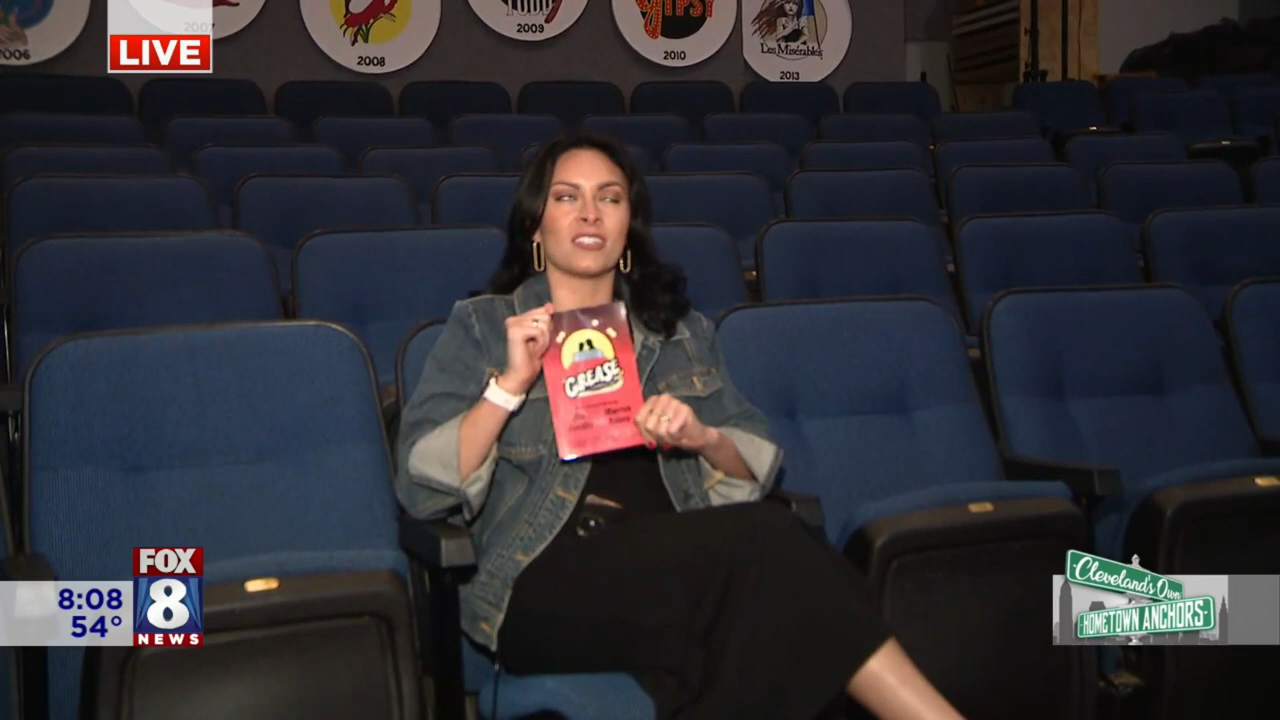 2006
2007
LIVE
2008
2009
GYPSY
2010
Les Misérables
2013
GREASE
FOX
8
NEWS
8:08
54°
Cleveland's Own
HOMETOWN ANCHORS